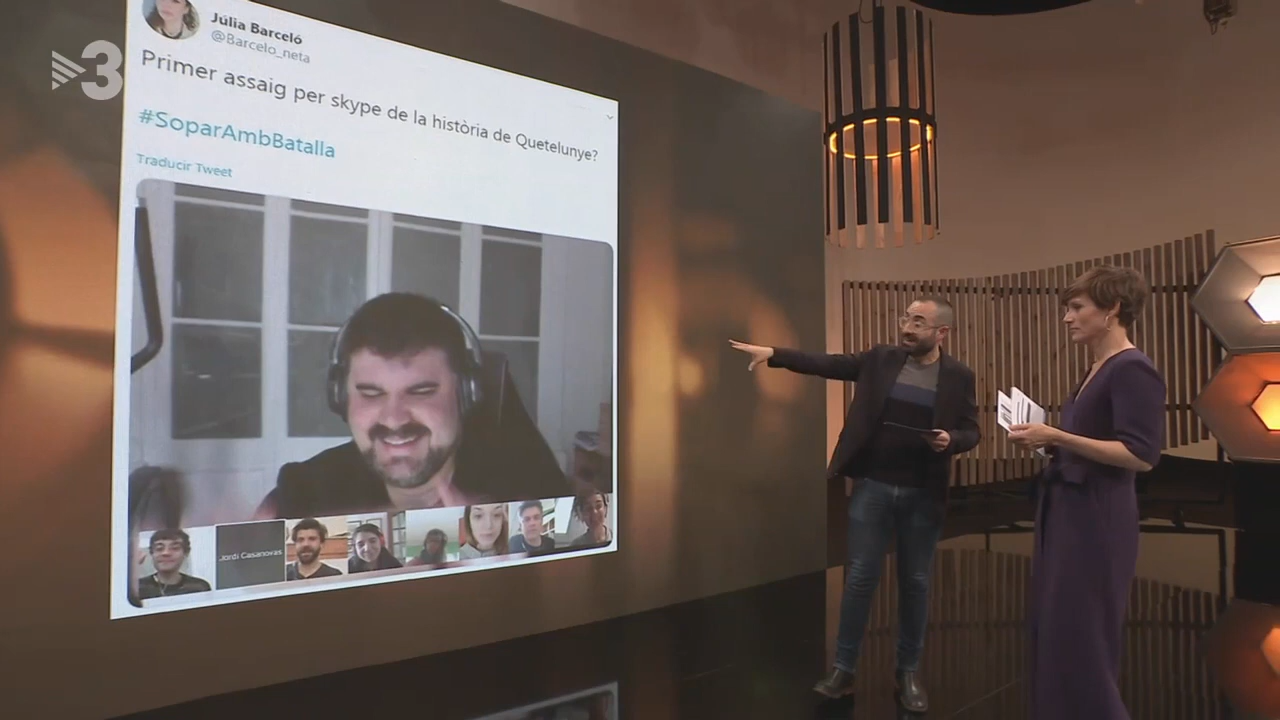 3
Júlia Barceló
@Barcelo_neta
Primer assaig per skype de la història de Quetelunye?
#SoparAmbBatalla
Traducir Tweet
Jordi Casanovas